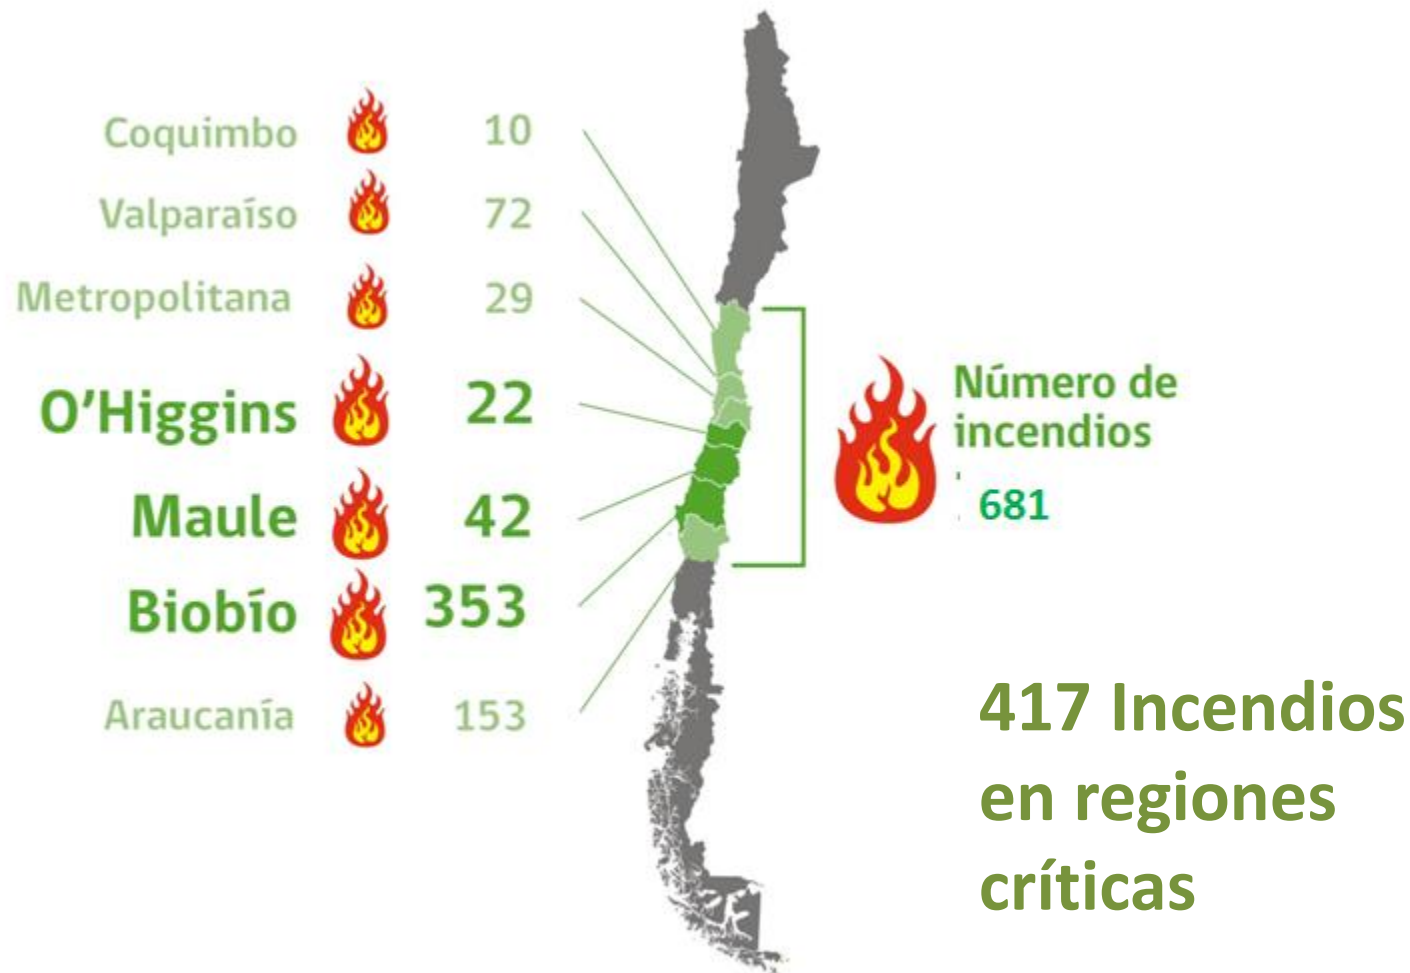 Coquimbo 10
Valparaíso 72
Metropolitana 29
O'Higgins 22
Maule 42
Biobío 353
Araucanía 153
Número de
incendios
681
417 Incendios
en regiones
críticas